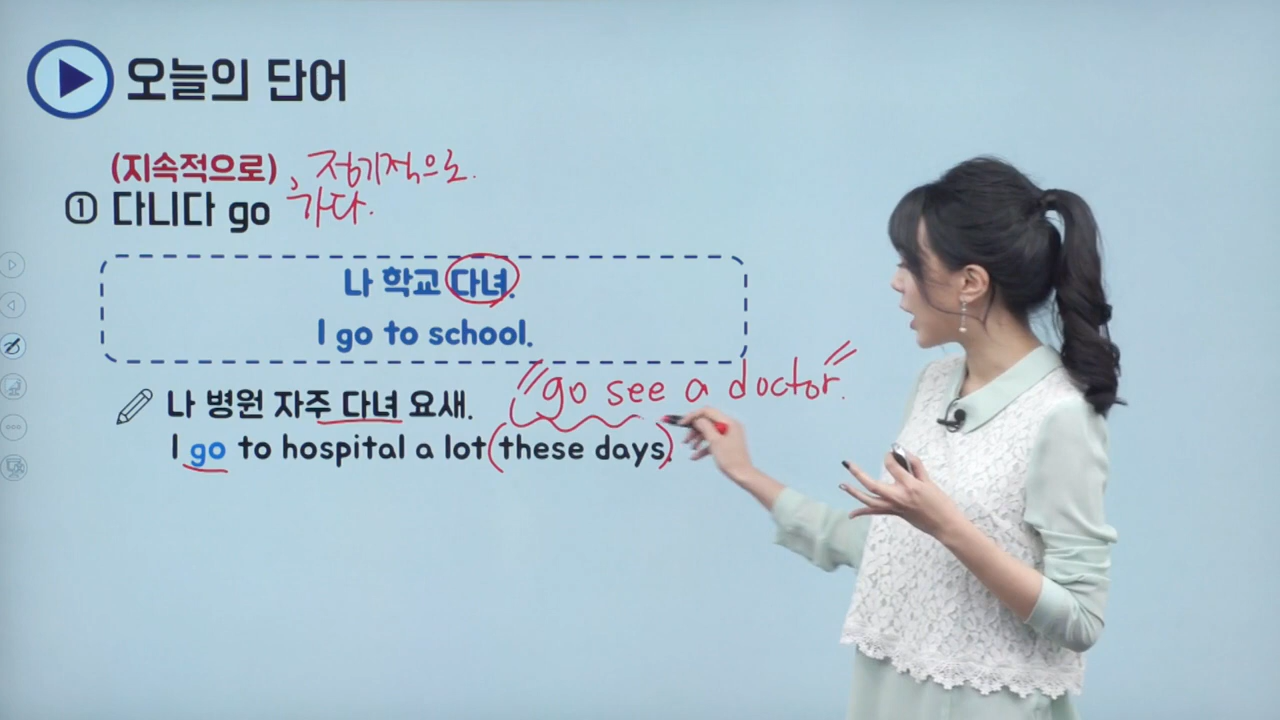 오늘의 단어
(지속적으로), 정기적으로.
① 다니다 go 가다.
나 학교 다녀.
I go to school.
"go see a doctor."
나 병원 자주 다녀 요새.
I go to hospital a lot (these days).